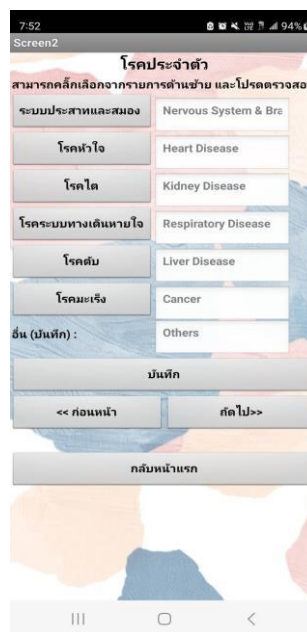 7:52
94%
Screen2
โรคประจำตัว
สามารถคลิ๊กเลือกจากรายการด้านซ้าย และโปรดตรวจสอ
ระบบประสาทและสมอง Nervous System & Bra
โรคหัวใจ Heart Disease
โรคไต Kidney Disease
โรคระบบทางเดินหายใจ Respiratory Disease
โรคตับ Liver Disease
โรคมะเร็ง Cancer
อื่น (บันทึก) : Others
บันทึก
<< ก่อนหน้า ถัดไป>>
กลับหน้าแรก